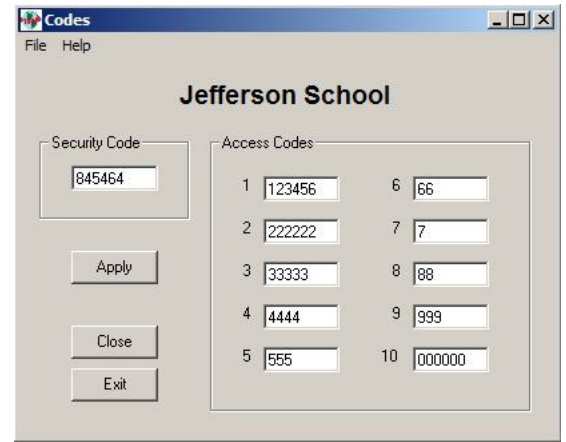 Codes
File Help
Jefferson School
Security Code
845464
Apply
Close
Exit
Access Codes
1 123456
2 222222
3 33333
4 4444
5 555
6 66
7 7
8 88
9 999
10 000000